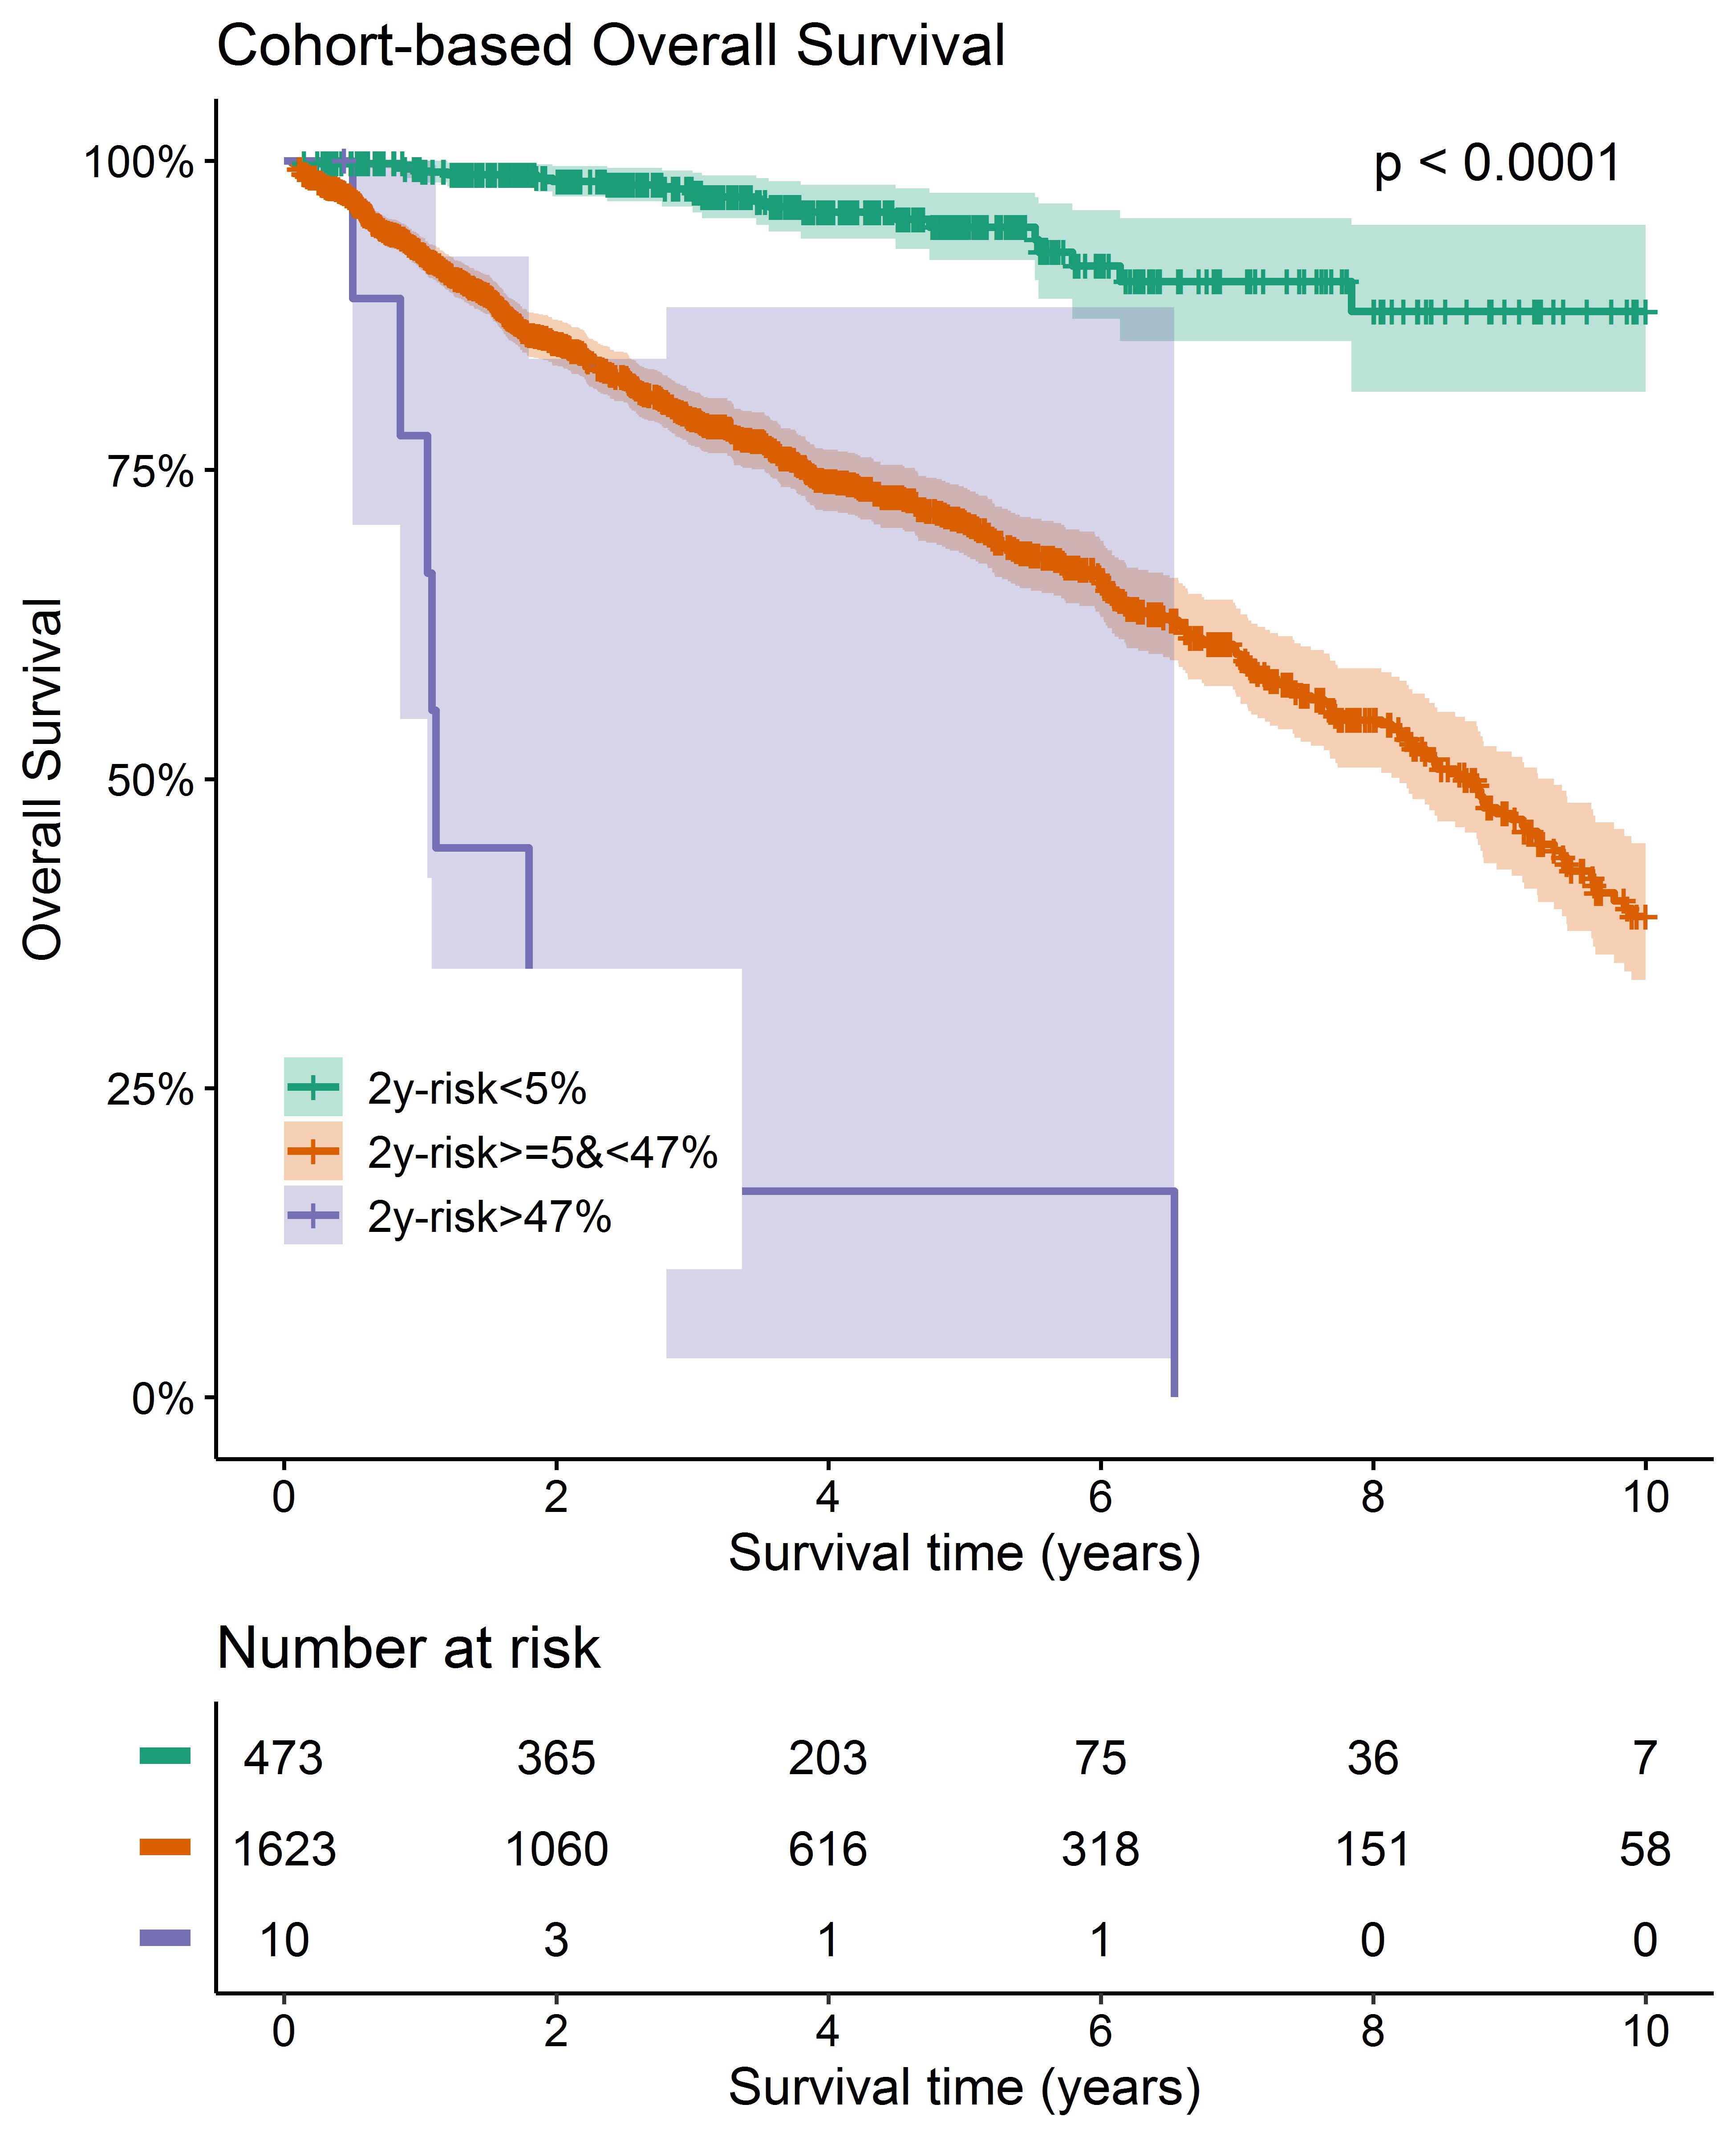 Cohort-based Overall Survival
p < 0.0001
100%
75%
50%
25%
0%
Overall Survival
2y-risk<5%
2y-risk>=5&<47%
2y-risk>47%
0 2 4 6 8 10
Survival time (years)
Number at risk
473 365 203 75 36 7
1623 1060 616 318 151 58
10 3 1 1 0 0
0 2 4 6 8 10
Survival time (years)